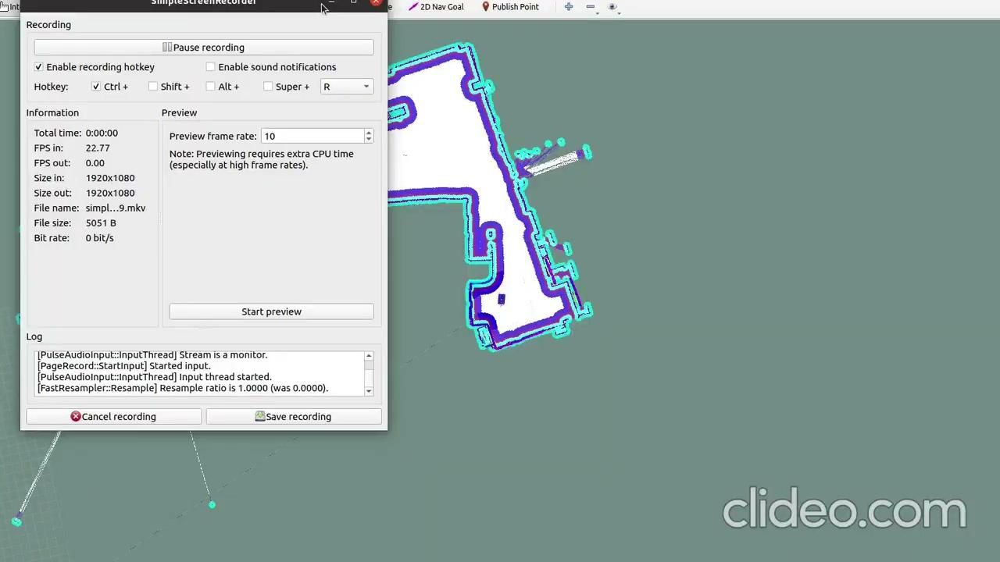 SimpleScreenRecorder
Int
2D Nav Goal
Publish Point
Recording
Pause recording
Enable recording hotkey
Enable sound notifications
Hotkey:
Ctrl +
Shift +
Alt +
Super +
R
Information
Preview
Total time: 0:00:00
FPS in: 22.77
FPS out: 0.00
Size in: 1920x1080
Size out: 1920x1080
File name: simpl...9.mkv
File size: 5051 B
Bit rate: 0 bit/s
Preview frame rate: 10
Note: Previewing requires extra CPU time
(especially at high frame rates).
Start preview
Log
[PulseAudioInput::InputThread] Stream is a monitor.
[PageRecord::StartInput] Started input.
[PulseAudioInput::InputThread] Input thread started.
[FastResampler::Resample] Resample ratio is 1.0000 (was 0.0000).
Cancel recording
Save recording
clideo.com